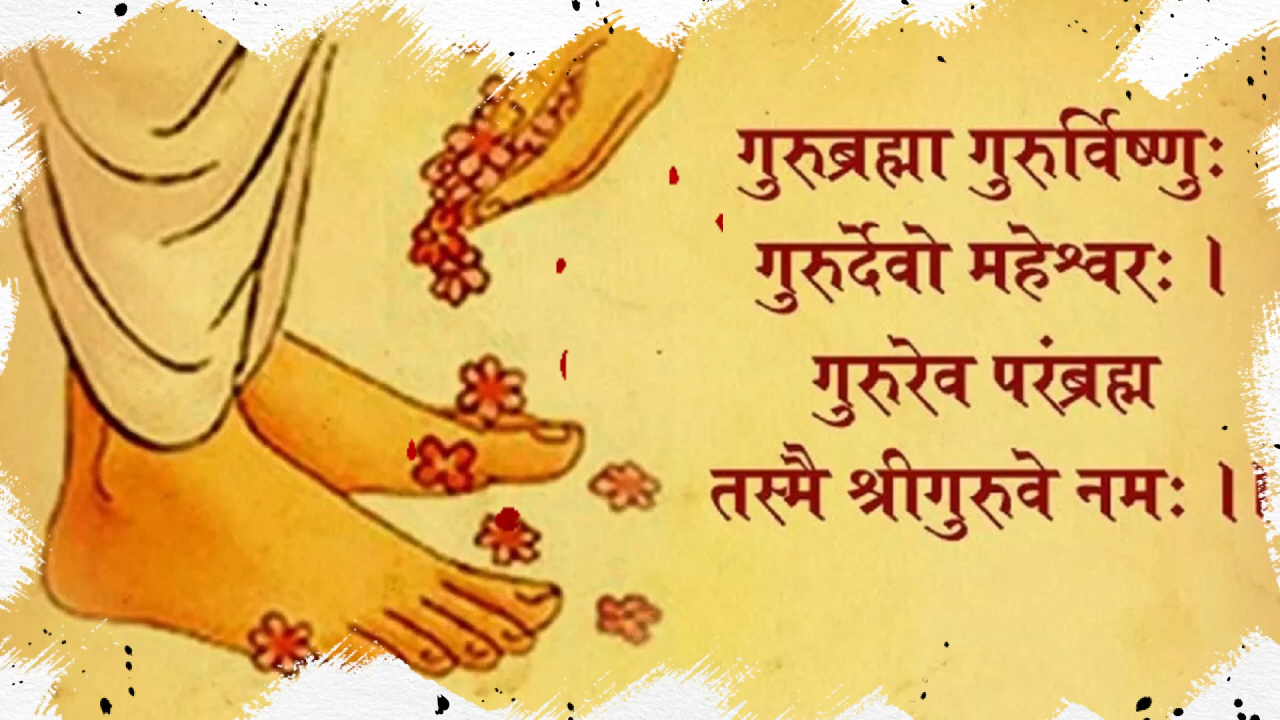 गुरुब्रह्मा गुरुर्विष्णुः
गुरुर्देवो महेश्वरः ।
गुरुरेव परंब्रह्म
तस्मै श्रीगुरुवे नमः ।।